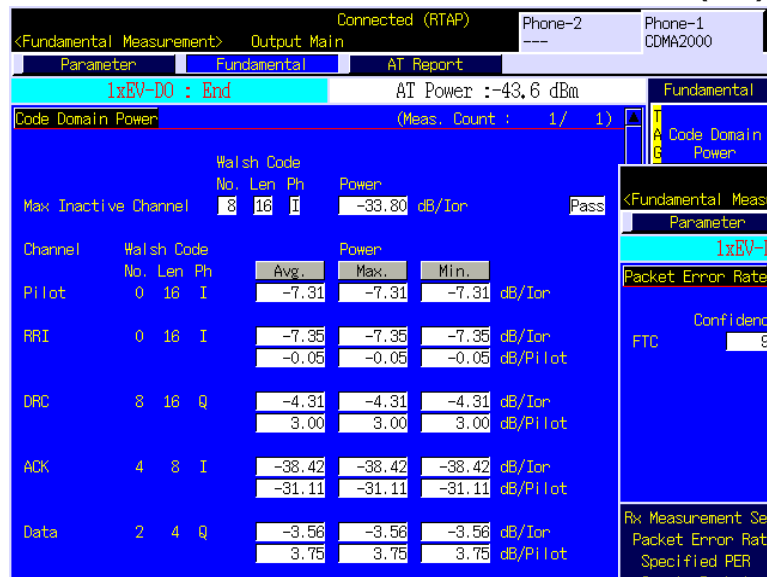 Connected (RTAP) Phone-2 Phone-1
<Fundamental Measurement> Output Main --- CDMA2000
Parameter Fundamental AT Report
1xEV-DO : End AT Power :-43.6 dBm Fundamental
Code Domain Power (Meas. Count : 1/ 1)
TAG Code Domain Power
Walsh Code
No. Len Ph Power
Max Inactive Channel 8 16 I -33.80 dB/Ior Pass
Channel Walsh Code Power
No. Len Ph Avg. Max. Min.
Pilot 0 16 I -7.31 -7.31 -7.31 dB/Ior
RRI 0 16 I -7.35 -7.35 -7.35 dB/Ior
-0.05 -0.05 -0.05 dB/Pilot
DRC 8 16 Q -4.31 -4.31 -4.31 dB/Ior
3.00 3.00 3.00 dB/Pilot
ACK 4 8 I -38.42 -38.42 -38.42 dB/Ior
-31.11 -31.11 -31.11 dB/Pilot
Data 2 4 Q -3.56 -3.56 -3.56 dB/Ior
3.75 3.75 3.75 dB/Pilot
<Fundamental Meas
Parameter
1xEV-
Packet Error Rate
Confidenc
FTC 9
Rx Measurement Se
Packet Error Rat
Specified PER